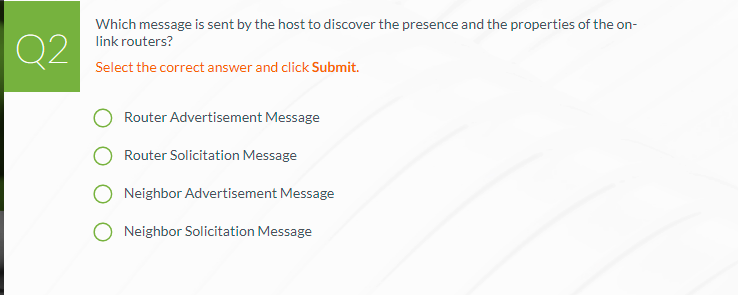 Q2
Which message is sent by the host to discover the presence and the properties of the on-
link routers?
Select the correct answer and click Submit.
Router Advertisement Message
Router Solicitation Message
Neighbor Advertisement Message
Neighbor Solicitation Message